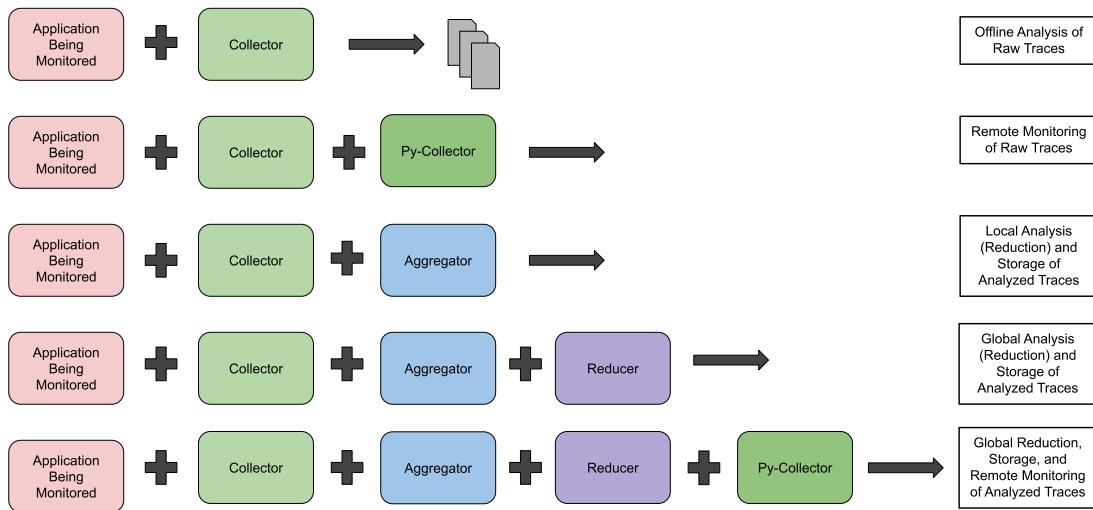 Application
Being
Monitored
Collector
Offline Analysis of
Raw Traces
Application
Being
Monitored
Collector
Py-Collector
Remote Monitoring
of Raw Traces
Application
Being
Monitored
Collector
Aggregator
Local Analysis
(Reduction) and
Storage of
Analyzed Traces
Application
Being
Monitored
Collector
Aggregator
Reducer
Global Analysis
(Reduction) and
Storage of
Analyzed Traces
Application
Being
Monitored
Collector
Aggregator
Reducer
Py-Collector
Global Reduction,
Storage, and
Remote Monitoring
of Analyzed Traces